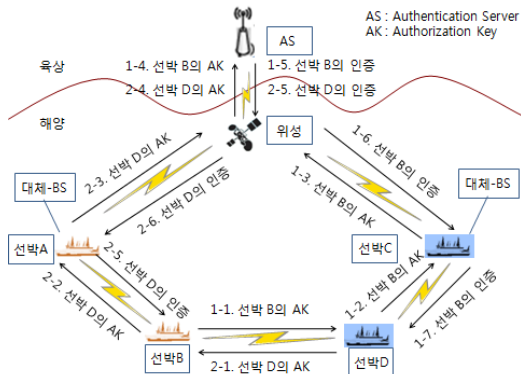 AS : Authentication Server
AK : Authorization Key
AS
육상
1-4. 선박 B의 AK
1-5. 선박 B의 인증
2-4. 선박 D의 AK
2-5. 선박 D의 인증
해양
위성
2-3. 선박 D의 AK
2-6. 선박 D의 인증
1-6. 선박 B의 인증
1-3. 선박 B의 AK
대체-BS
대체-BS
선박A
선박C
2-5. 선박 D의 인증
2-2. 선박 D의 AK
1-2. 선박 B의 AK
1-7. 선박 B의 인증
1-1. 선박 B의 AK
2-1. 선박 D의 AK
선박B
선박D